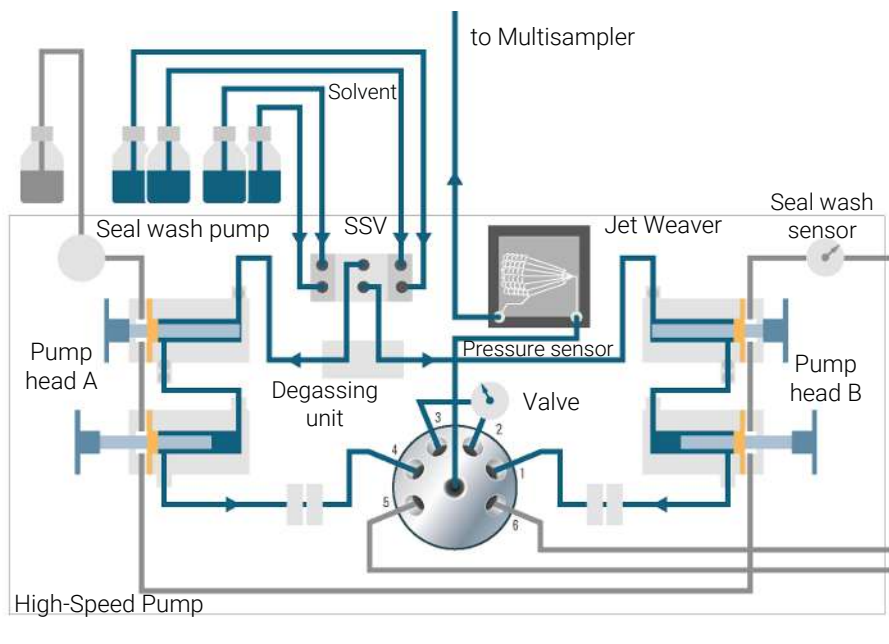 to Multisampler
Solvent
Seal wash pump
SSV
Jet Weaver
Seal wash
sensor
Pump
head A
Degassing
unit
Pressure sensor
Valve
Pump
head B
3
2
4
1
5
6
High-Speed Pump